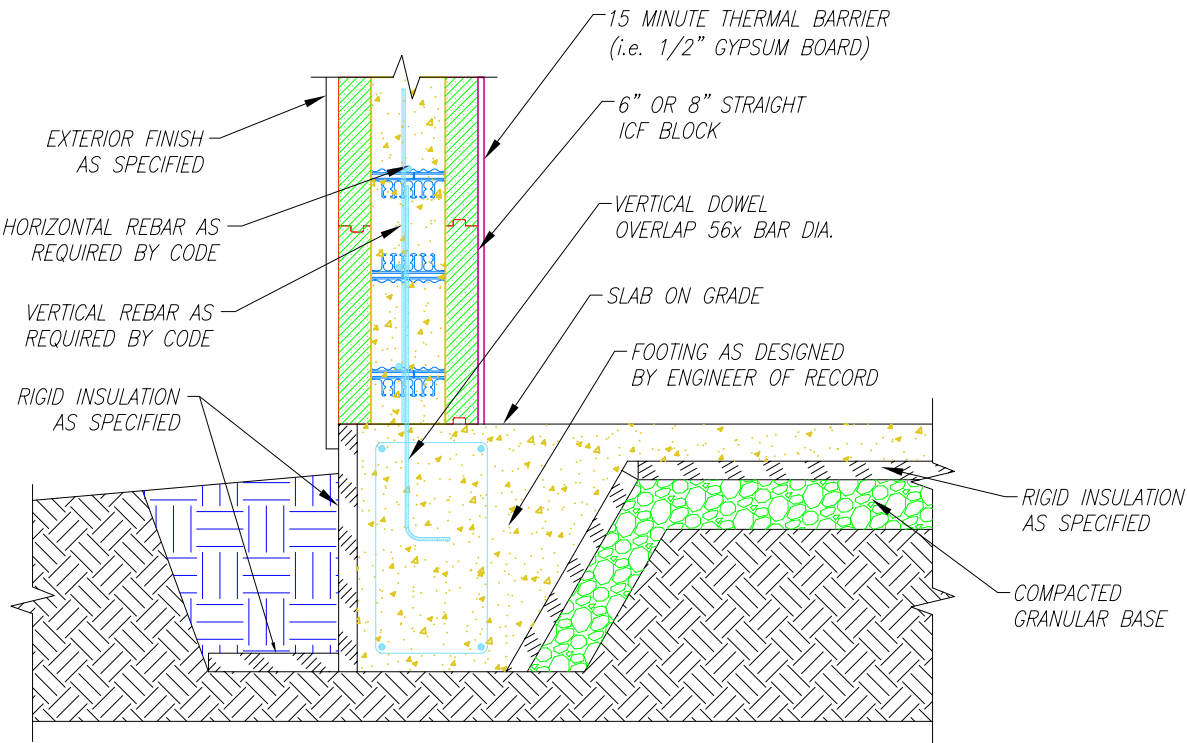 15 MINUTE THERMAL BARRIER
(i.e. 1/2” GYPSUM BOARD)
6” OR 8” STRAIGHT
ICF BLOCK
EXTERIOR FINISH
AS SPECIFIED
VERTICAL DOWEL
OVERLAP 56x BAR DIA.
HORIZONTAL REBAR AS
REQUIRED BY CODE
SLAB ON GRADE
VERTICAL REBAR AS
REQUIRED BY CODE
FOOTING AS DESIGNED
BY ENGINEER OF RECORD
RIGID INSULATION
AS SPECIFIED
RIGID INSULATION
AS SPECIFIED
COMPACTED
GRANULAR BASE